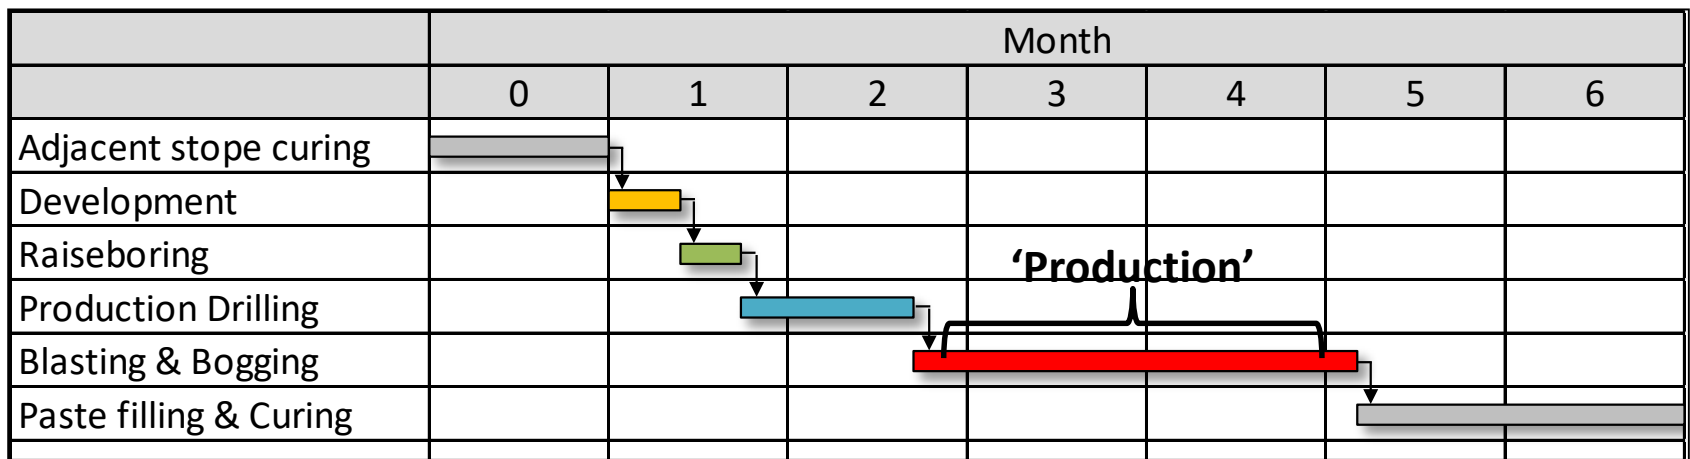 Month
0 1 2 3 4 5 6
Adjacent stope curing
Development
Raiseboring
‘Production’
Production Drilling
Blasting & Bogging
Paste filling & Curing